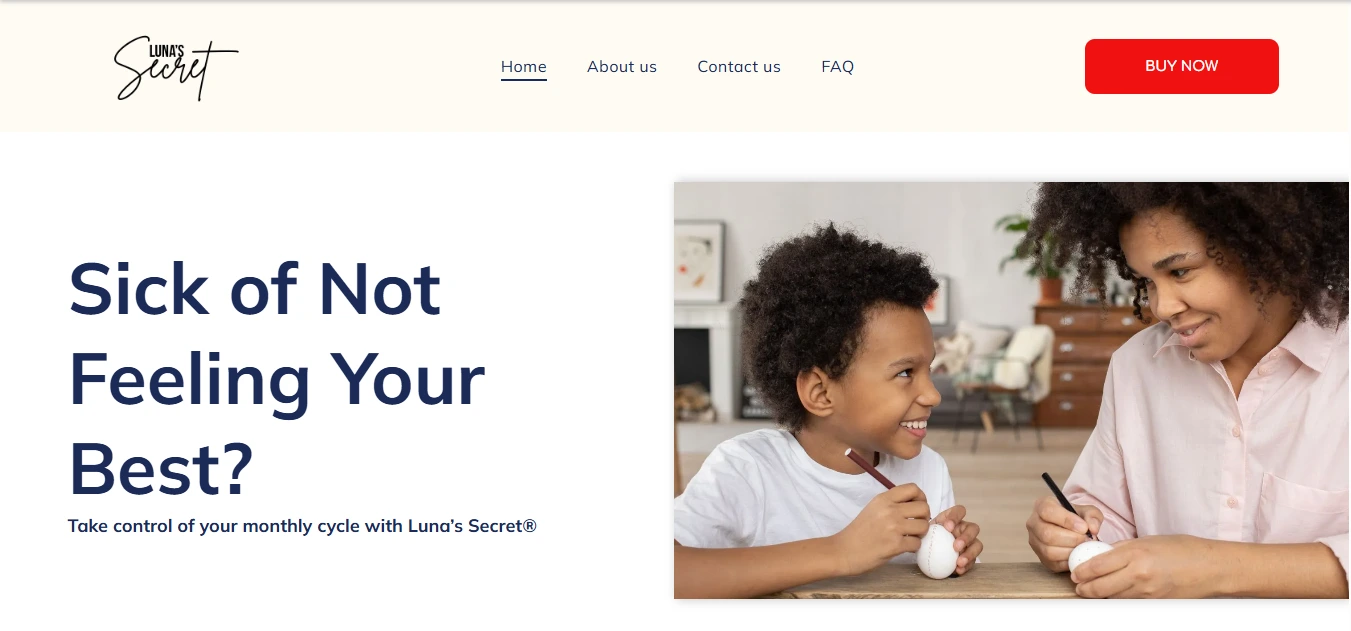 LUNA'S
Secret
Home About us Contact us FAQ
BUY NOW
Sick of Not
Feeling Your
Best?
Take control of your monthly cycle with Luna's Secret®